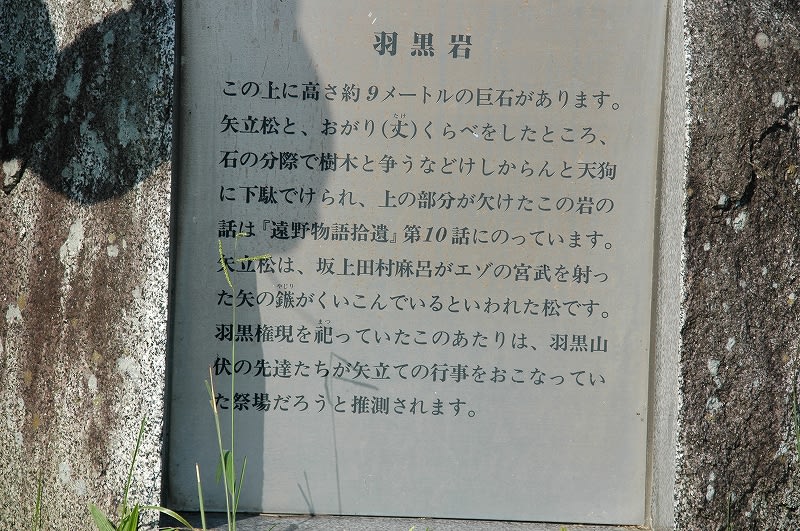 羽黒岩
この上に高さ約9メートルの巨石があります。
矢立松と、おがり(丈)くらべをしたところ、
石の分際で樹木と争うなどけしからんと天狗
に下駄でけられ、上の部分が欠けたこの岩の
話は『遠野物語拾遺』第10話にのっています。
矢立松は、坂上田村麻呂がエゾの宮武を射っ
た矢の鏃がくいこんでいるといわれた松です。
羽黒権現を祀っていたこのあたりは、羽黒山
伏の先達たちが矢立ての行事をおこなってい
た祭場だろうと推測されます。